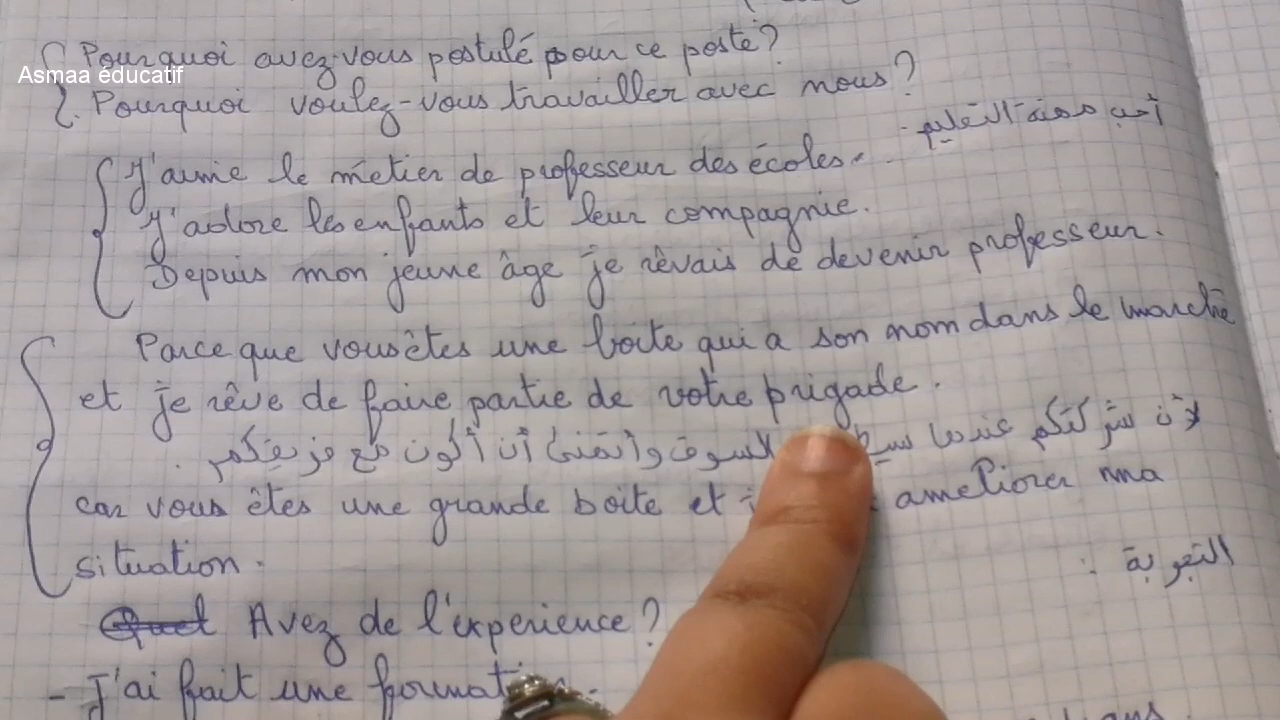 Pourquoi avez-vous postulé pour ce poste?
Asmaa éducatif
Pourquoi voulez-vous travailler avec nous?
أحب مهنة التعليم.
J'aime le métier de professeur des écoles.
J'adore les enfants et leur compagnie.
Depuis mon jeune âge je rêvais de devenir professeur.
Parce que vous êtes une boite qui a son nom dans le marché
et je rêve de faire partie de votre brigade.
لأن شركتكم عندها السوق وأتمنى أن أكون مع فريقكم.
car vous êtes une grande boite et ameliorer ma
situation.
التجربة :
Avez de l'éxperience?
- J'ai fait une